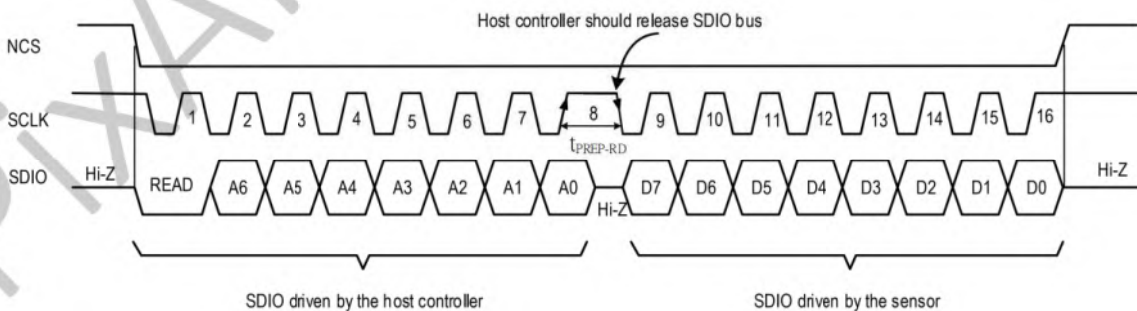 Host controller should release SDIO bus
NCS
SCLK 1 2 3 4 5 6 7 8 9 10 11 12 13 14 15 16
tPREP-RD
SDIO Hi-Z READ A6 A5 A4 A3 A2 A1 A0 Hi-Z D7 D6 D5 D4 D3 D2 D1 D0 Hi-Z
SDIO driven by the host controller SDIO driven by the sensor